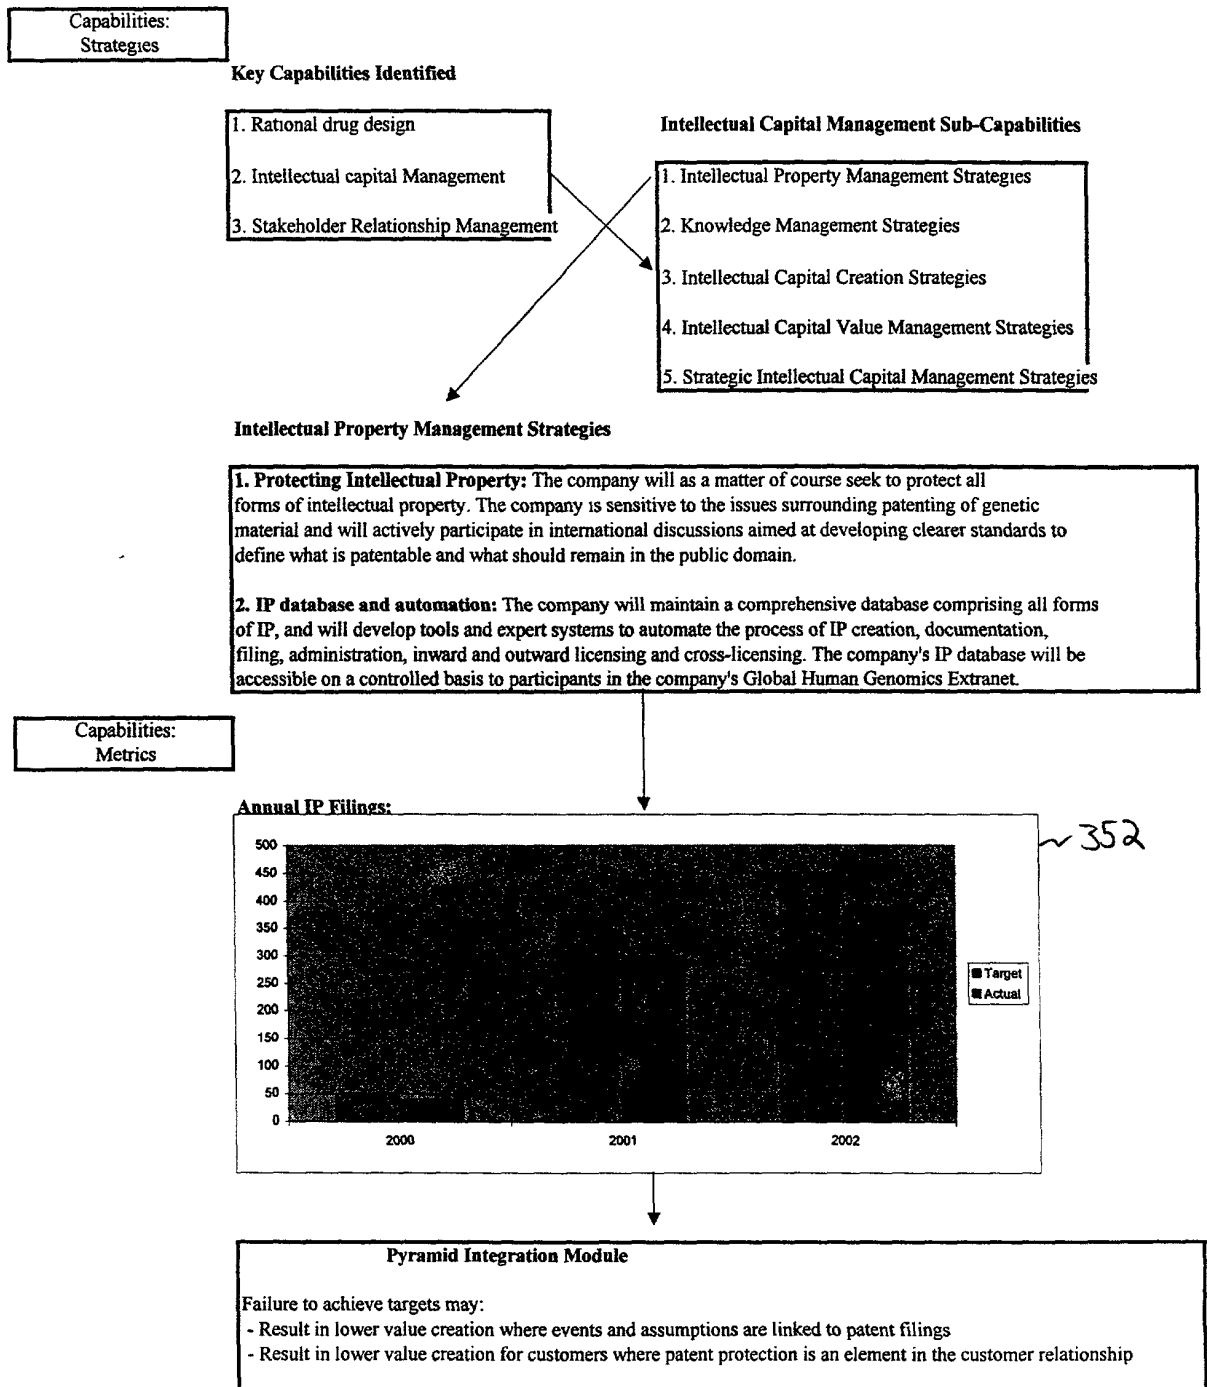 Capabilities:
Strategies
Key Capabilities Identified
1. Rational drug design
2. Intellectual capital Management
3. Stakeholder Relationship Management
Intellectual Capital Management Sub-Capabilities
1. Intellectual Property Management Strategies
2. Knowledge Management Strategies
3. Intellectual Capital Creation Strategies
4. Intellectual Capital Value Management Strategies
5. Strategic Intellectual Capital Management Strategies
Intellectual Property Management Strategies
1. Protecting Intellectual Property: The company will as a matter of course seek to protect all
forms of intellectual property. The company is sensitive to the issues surrounding patenting of genetic
material and will actively participate in international discussions aimed at developing clearer standards to
define what is patentable and what should remain in the public domain.
2. IP database and automation: The company will maintain a comprehensive database comprising all forms
of IP, and will develop tools and expert systems to automate the process of IP creation, documentation,
filing, administration, inward and outward licensing and cross-licensing. The company's IP database will be
accessible on a controlled basis to participants in the company's Global Human Genomics Extranet.
Capabilities:
Metrics
Annual IP Filings:
352
500
450
400
350
300
250
200
150
100
50
0
2000
2001
2002
Target
Actual
Pyramid Integration Module
Failure to achieve targets may:
- Result in lower value creation where events and assumptions are linked to patent filings
- Result in lower value creation for customers where patent protection is an element in the customer relationship